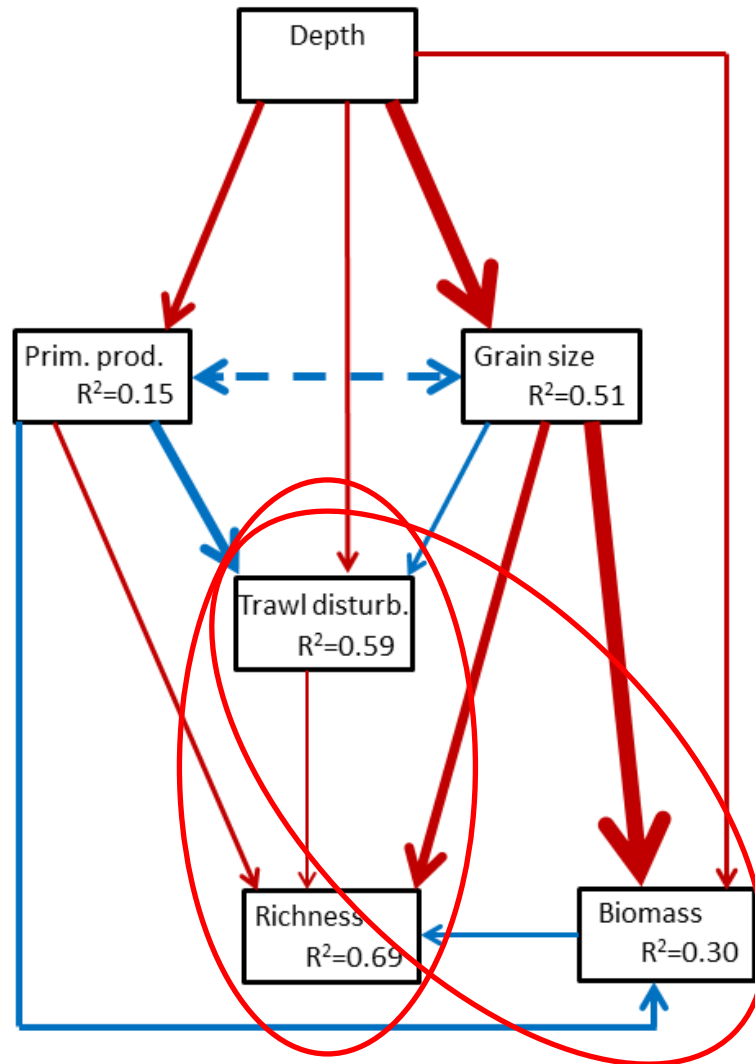 Depth
Prim. prod.
R²=0.15
Grain size
R²=0.51
Trawl disturb.
R²=0.59
Richness
R²=0.69
Biomass
R²=0.30